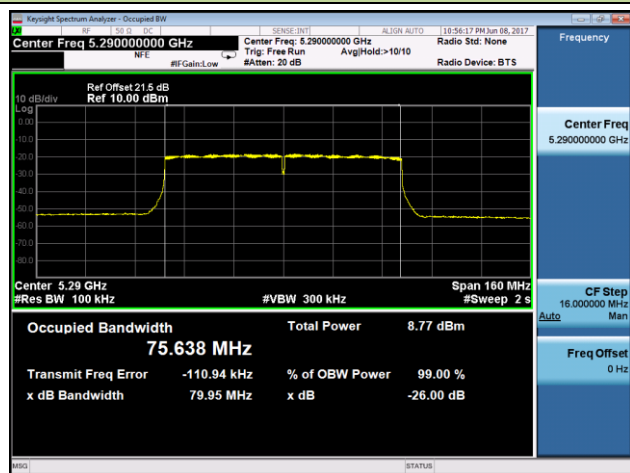 Keysight Spectrum Analyzer - Occupied BW
RF 50 Ω DC SENSE:INT ALIGN AUTO 10:56:17 PM Jun 08, 2017
Center Freq 5.290000000 GHz Center Freq: 5.290000000 GHz Radio Std: None Frequency
NFE Trig: Free Run Avg|Hold:>10/10
#IFGain:Low #Atten: 20 dB Radio Device: BTS
Ref Offset 21.5 dB
10 dB/div Ref 10.00 dBm
Log
0.00
-10.0
-20.0
-30.0
-40.0
-50.0
-60.0
-80.0
Center Freq
5.290000000 GHz
Center 5.29 GHz Span 160 MHz
#Res BW 100 kHz #VBW 300 kHz #Sweep 2 s
CF Step
16.000000 MHz
Auto Man
Occupied Bandwidth Total Power 8.77 dBm
75.638 MHz
Transmit Freq Error -110.94 kHz % of OBW Power 99.00 %
x dB Bandwidth 79.95 MHz x dB -26.00 dB
Freq Offset
0 Hz
MSG STATUS